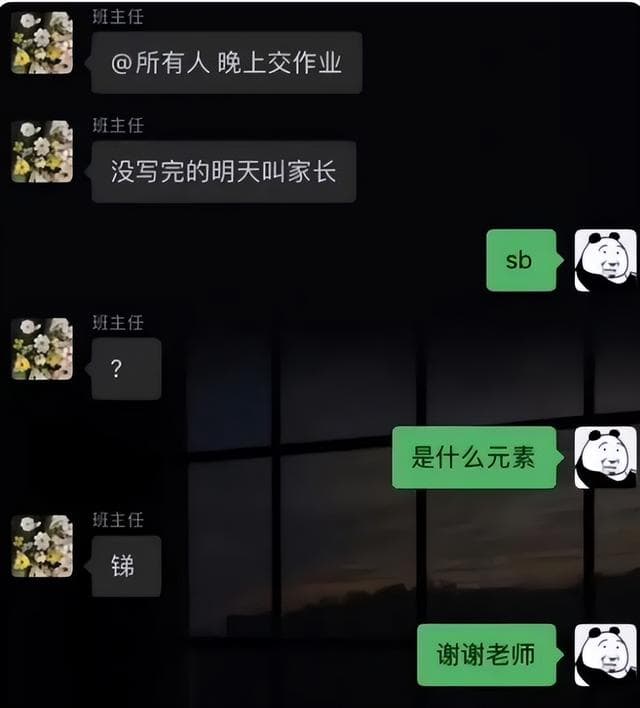 班主任
@所有人 晚上交作业
班主任
没写完的明天叫家长
sb
班主任
?
是什么元素
班主任
锑
谢谢老师